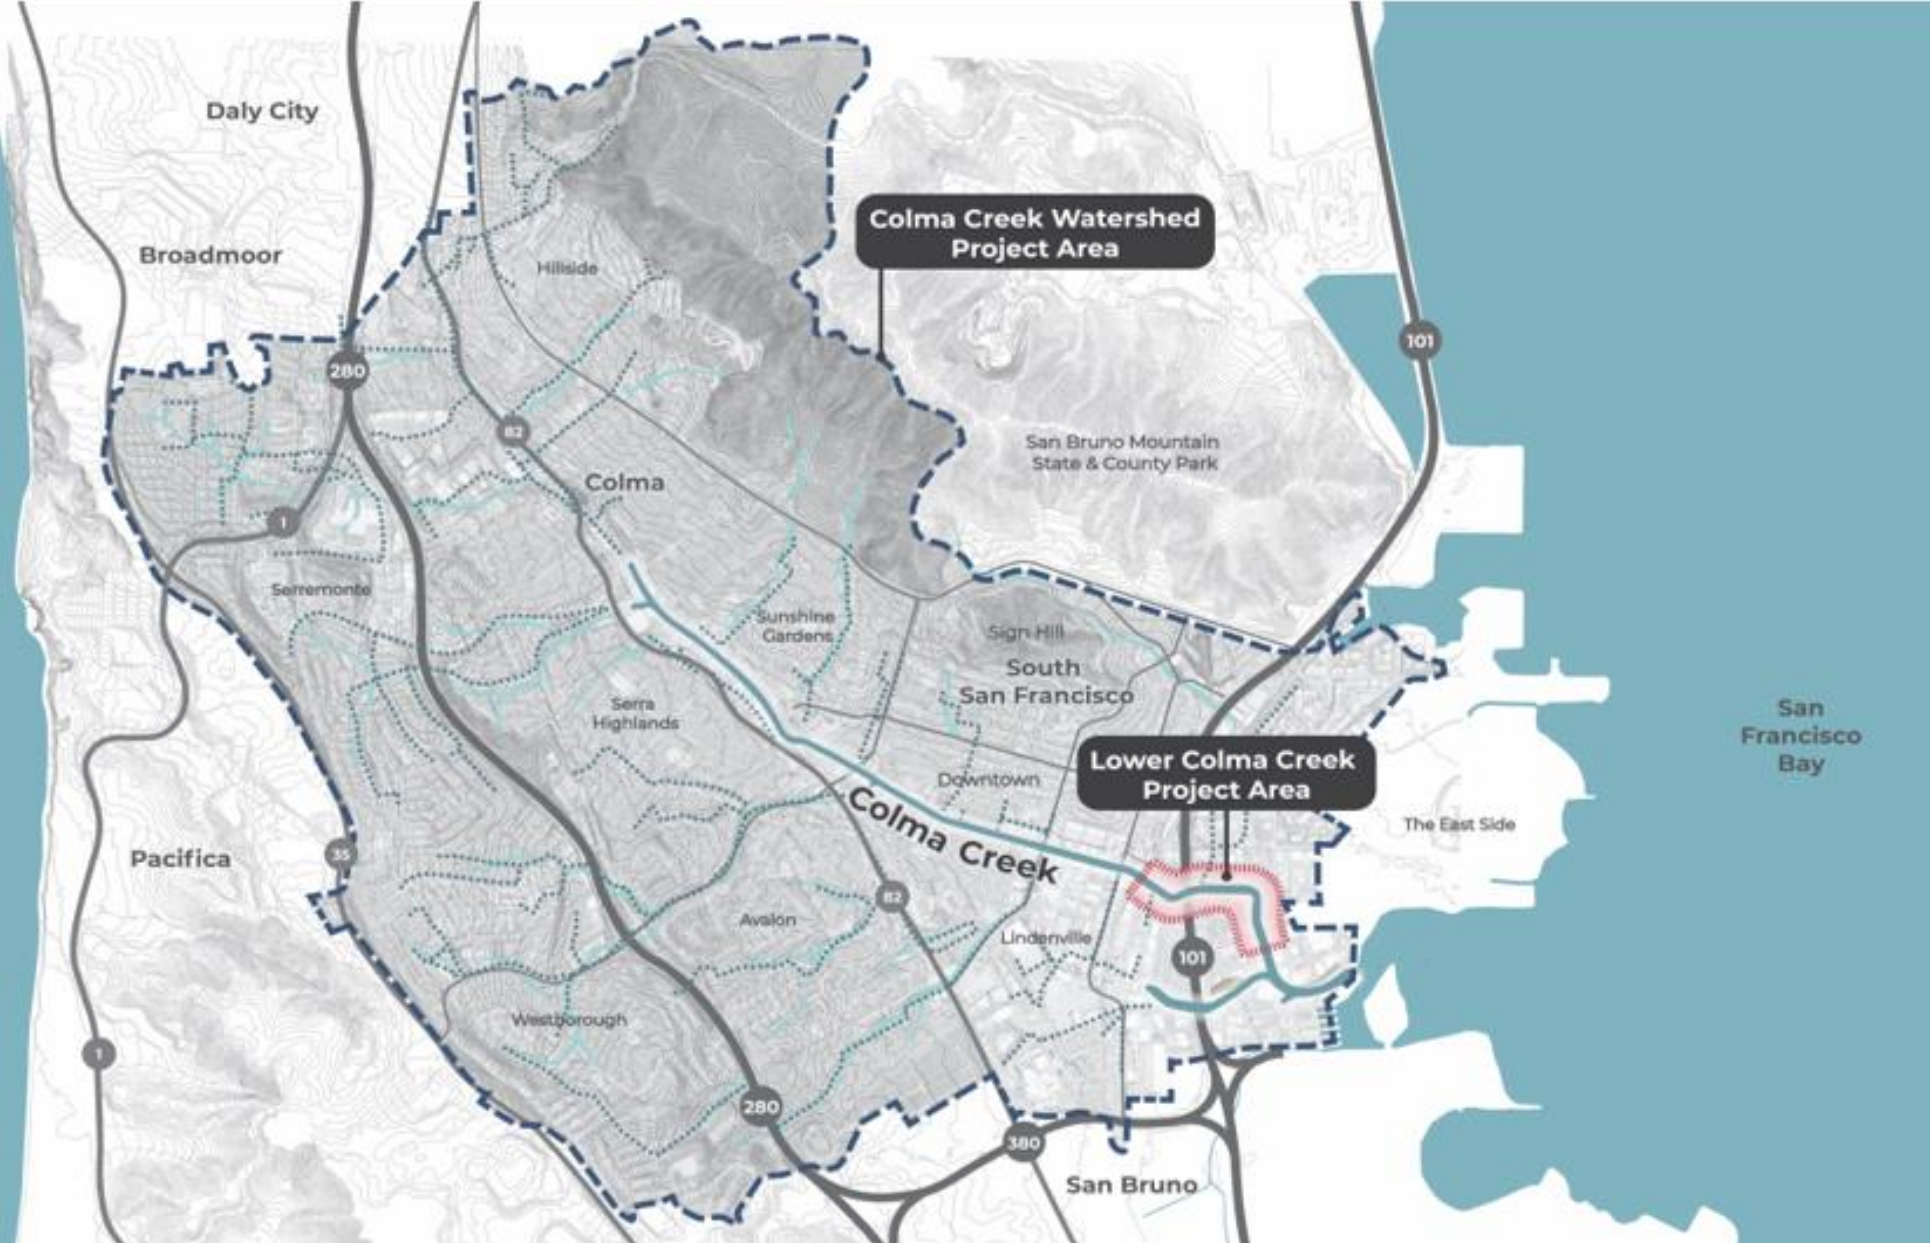 Daly City
Colma Creek Watershed
Project Area
Broadmoor
Hillside
101
280
82
San Bruno Mountain
State & County Park
Colma
1
Serremonte
Sunshine
Gardens
Sign Hill
South
San Francisco
Serra
Highlands
San
Francisco
Bay
Lower Colma Creek
Project Area
Downtown
Colma Creek
The East Side
35
Pacifica
82
Avalon
Lindenville
101
Westborough
1
280
380
San Bruno